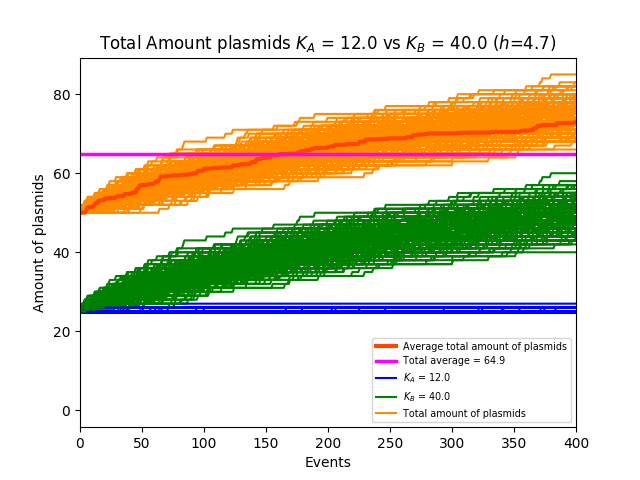 Total Amount plasmids K_A = 12.0 vs K_B = 40.0 (h=4.7)
Amount of plasmids
80
60
40
20
0
Average total amount of plasmids
Total average = 64.9
K_A = 12.0
K_B = 40.0
Total amount of plasmids
0 50 100 150 200 250 300 350 400
Events